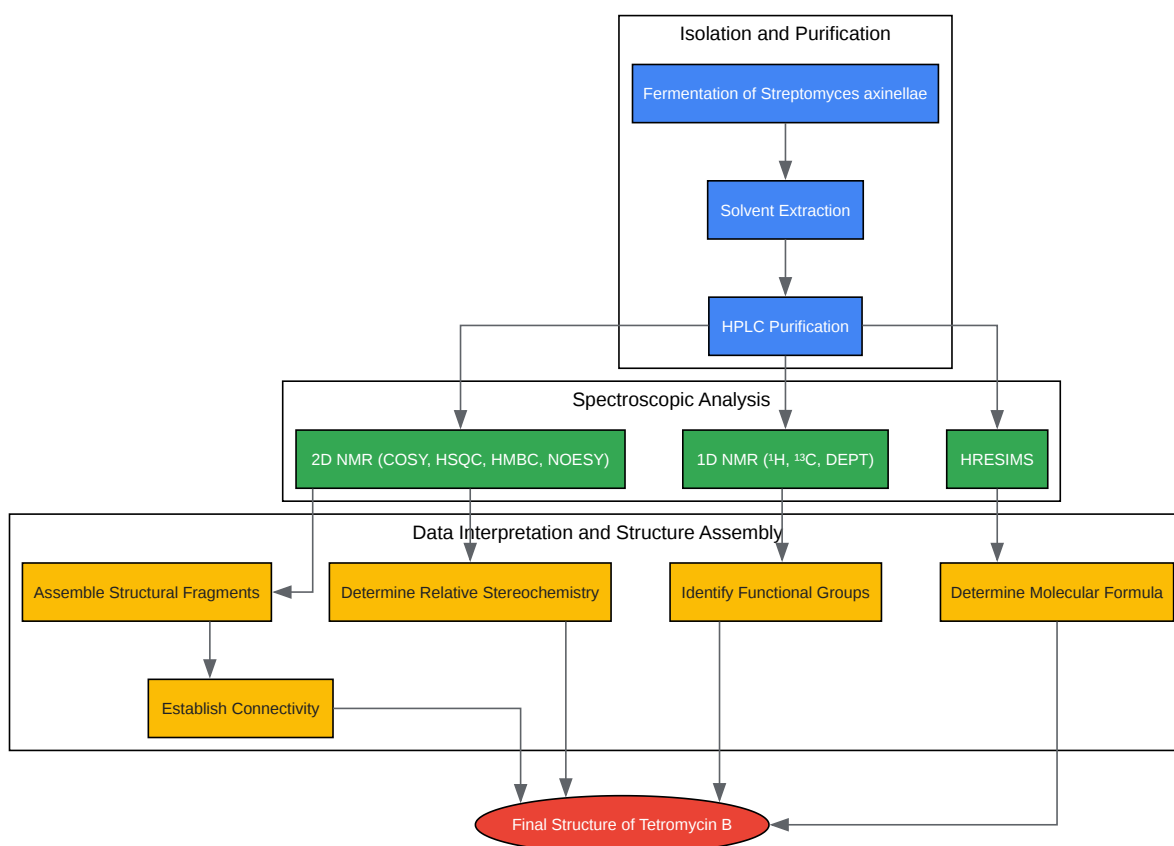 Isolation and Purification
Fermentation of Streptomyces axinellae
Solvent Extraction
HPLC Purification
Spectroscopic Analysis
2D NMR (COSY, HSQC, HMBC, NOESY)
1D NMR (¹H, ¹³C, DEPT)
HRESIMS
Data Interpretation and Structure Assembly
Assemble Structural Fragments
Determine Relative Stereochemistry
Identify Functional Groups
Determine Molecular Formula
Establish Connectivity
Final Structure of Tetromycin B